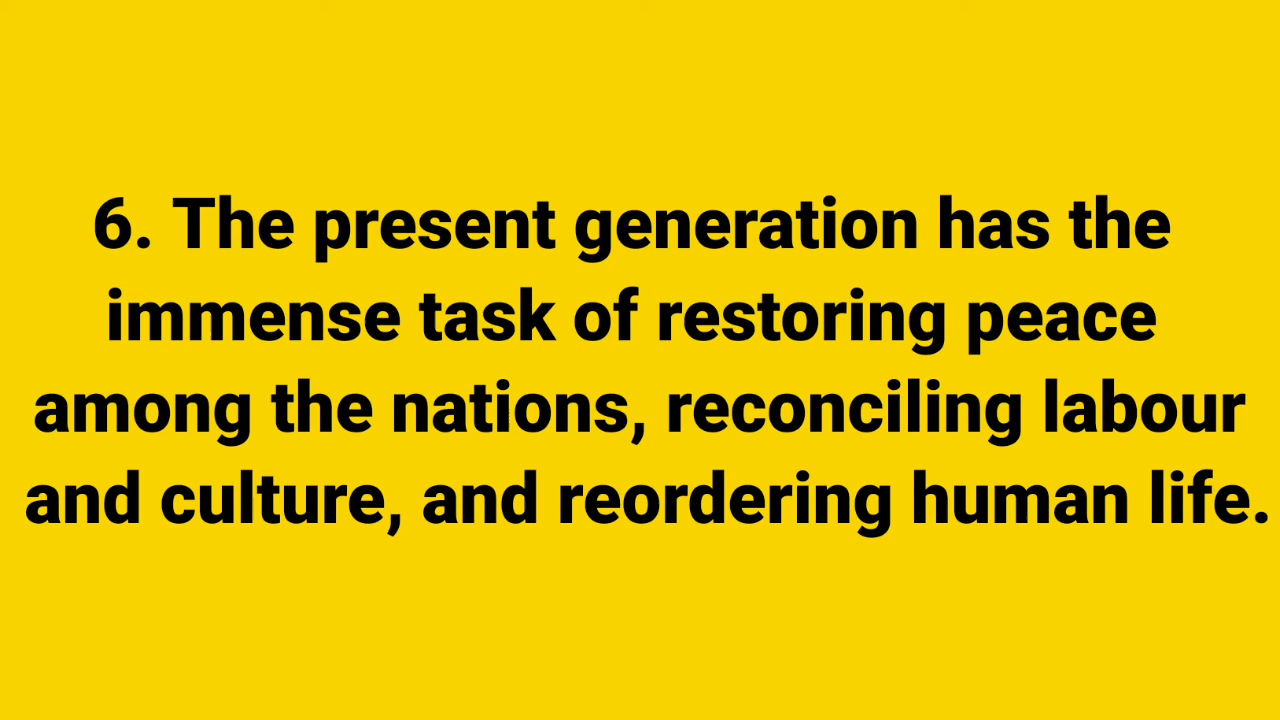 6. The present generation has the
immense task of restoring peace
among the nations, reconciling labour
and culture, and reordering human life.